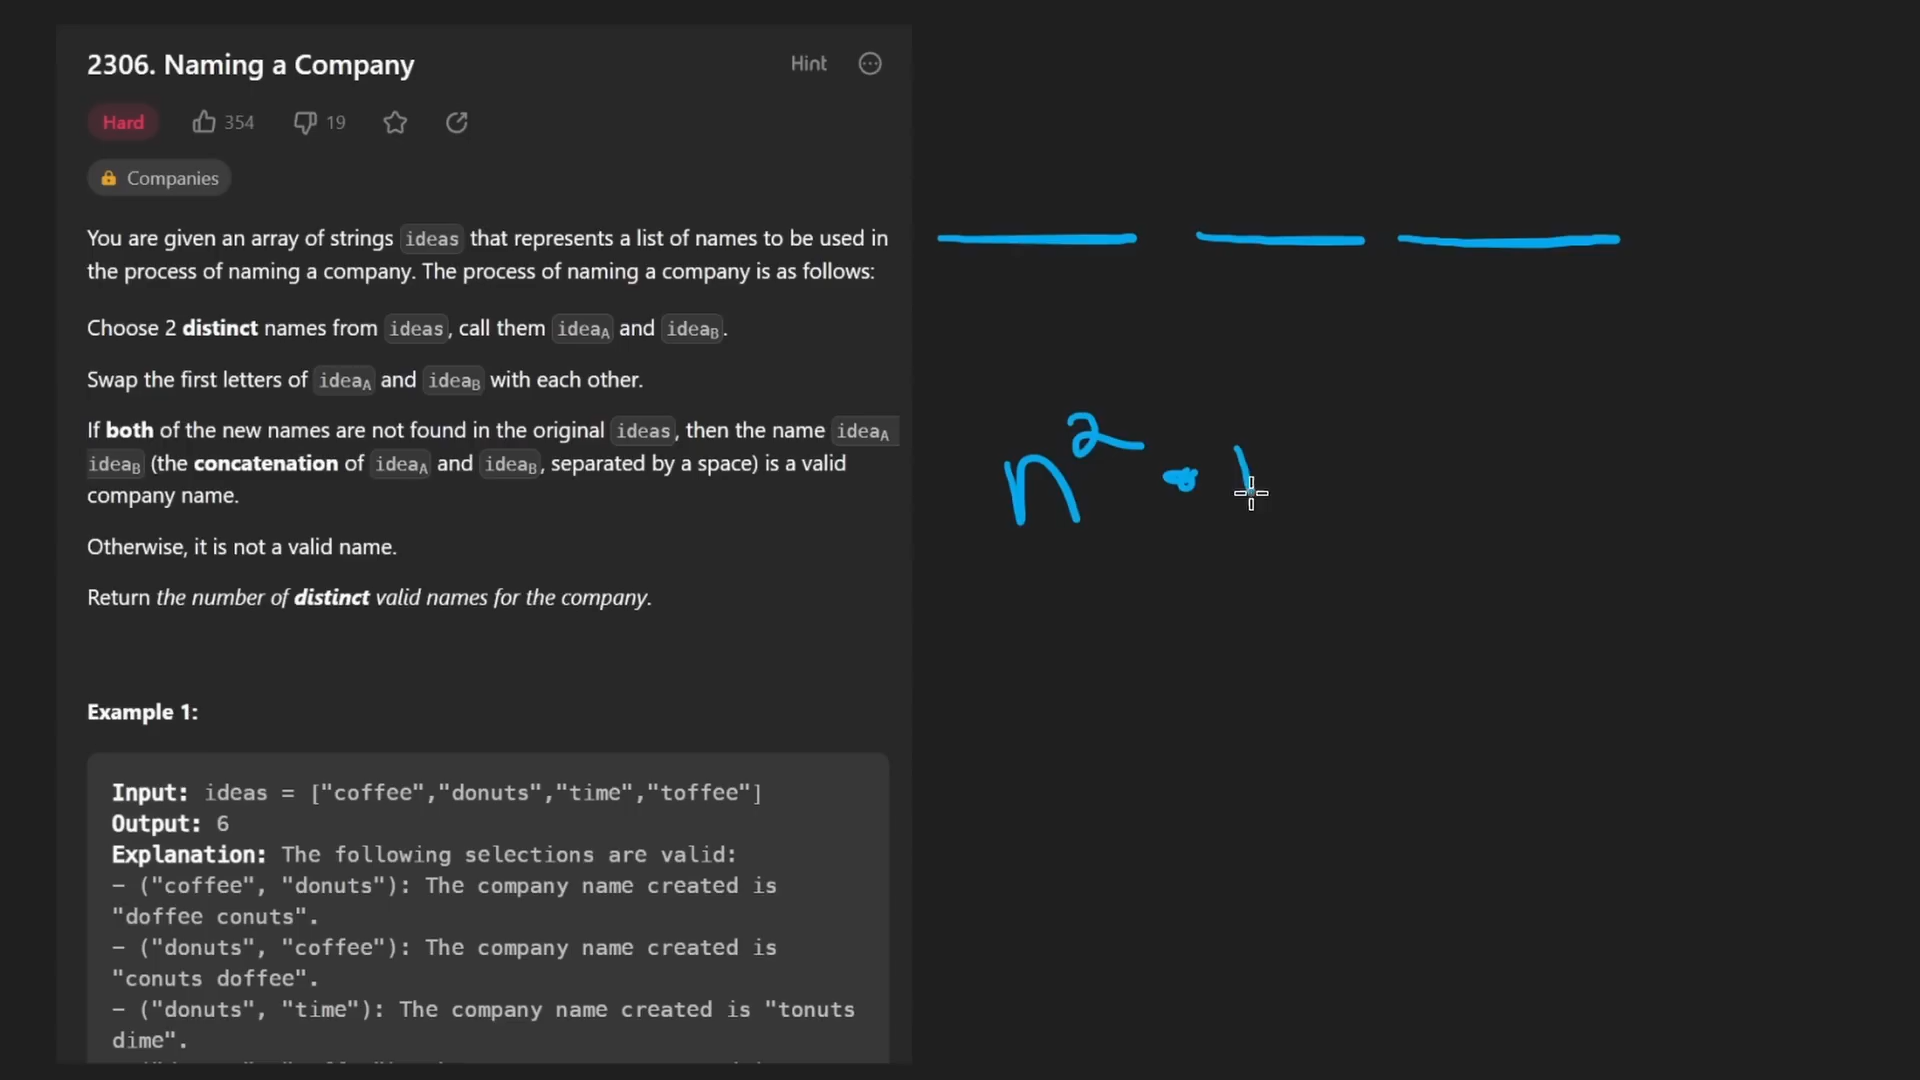 2306. Naming a Company
Hint
Hard 354 19
Companies
You are given an array of strings ideas that represents a list of names to be used in
the process of naming a company. The process of naming a company is as follows:
Choose 2 distinct names from ideas, call them ideaA and ideaB.
Swap the first letters of ideaA and ideaB with each other.
If both of the new names are not found in the original ideas, then the name ideaA
ideaB (the concatenation of ideaA and ideaB, separated by a space) is a valid
company name.
Otherwise, it is not a valid name.
Return the number of distinct valid names for the company.
Example 1:
Input: ideas = ["coffee","donuts","time","toffee"]
Output: 6
Explanation: The following selections are valid:
- ("coffee", "donuts"): The company name created is
"doffee conuts".
- ("donuts", "coffee"): The company name created is
"conuts doffee".
- ("donuts", "time"): The company name created is "tonuts
dime".
n² ·